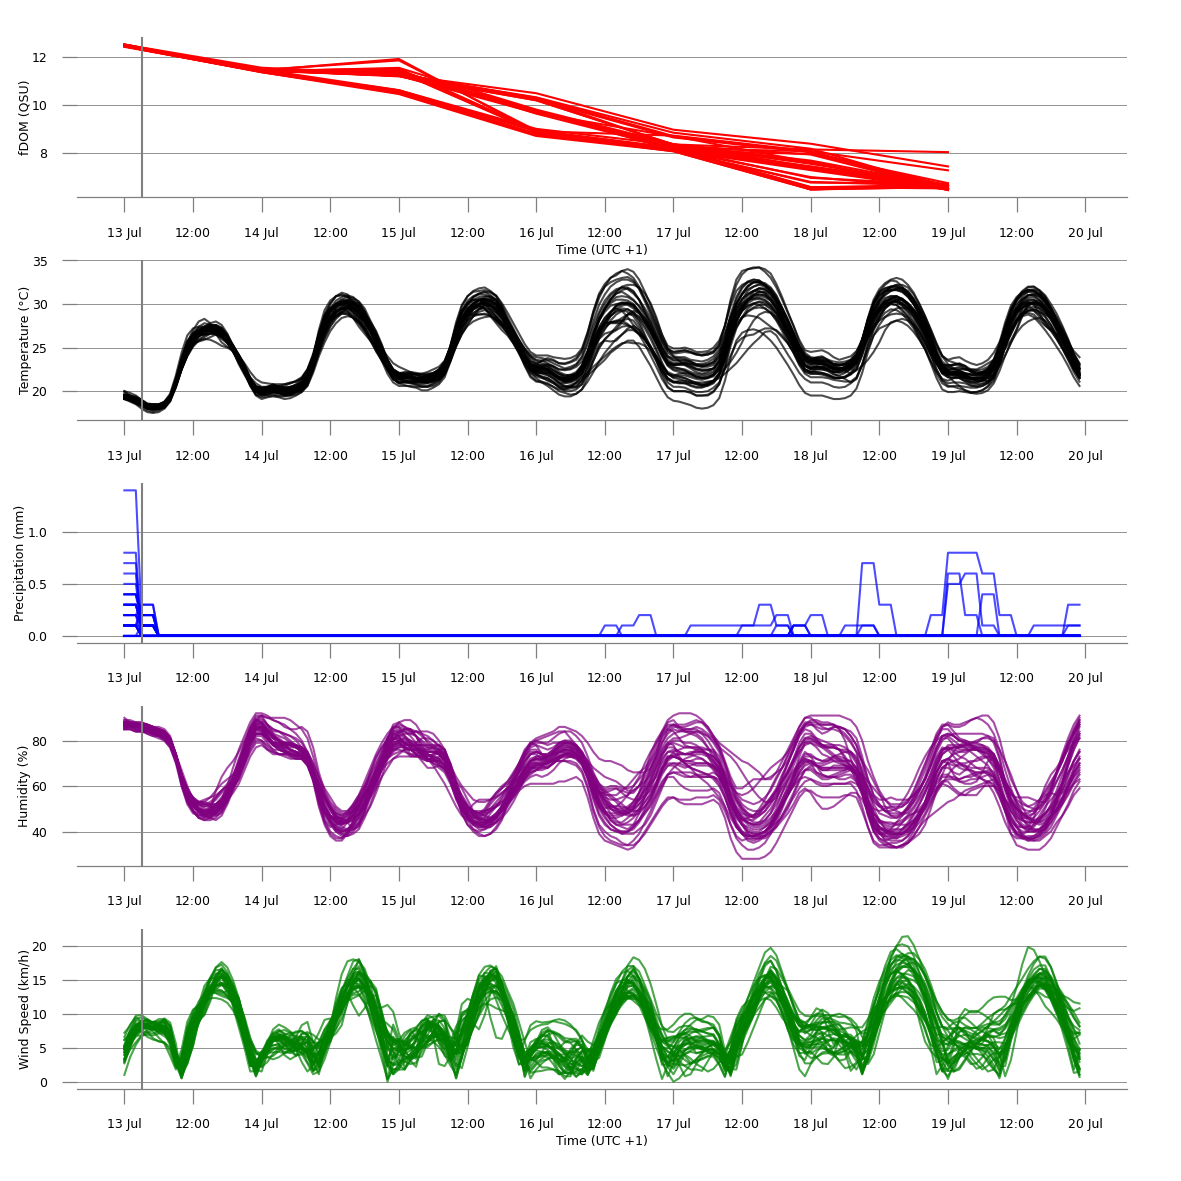 fDOM (QSU)
12
10
8
13 Jul 12:00 14 Jul 12:00 15 Jul 12:00 16 Jul 12:00 17 Jul 12:00 18 Jul 12:00 19 Jul 12:00 20 Jul
Time (UTC +1)
Temperature (°C)
35
30
25
20
13 Jul 12:00 14 Jul 12:00 15 Jul 12:00 16 Jul 12:00 17 Jul 12:00 18 Jul 12:00 19 Jul 12:00 20 Jul
Precipitation (mm)
1.0
0.5
0.0
13 Jul 12:00 14 Jul 12:00 15 Jul 12:00 16 Jul 12:00 17 Jul 12:00 18 Jul 12:00 19 Jul 12:00 20 Jul
Humidity (%)
80
60
40
13 Jul 12:00 14 Jul 12:00 15 Jul 12:00 16 Jul 12:00 17 Jul 12:00 18 Jul 12:00 19 Jul 12:00 20 Jul
Wind Speed (km/h)
20
15
10
5
0
13 Jul 12:00 14 Jul 12:00 15 Jul 12:00 16 Jul 12:00 17 Jul 12:00 18 Jul 12:00 19 Jul 12:00 20 Jul
Time (UTC +1)